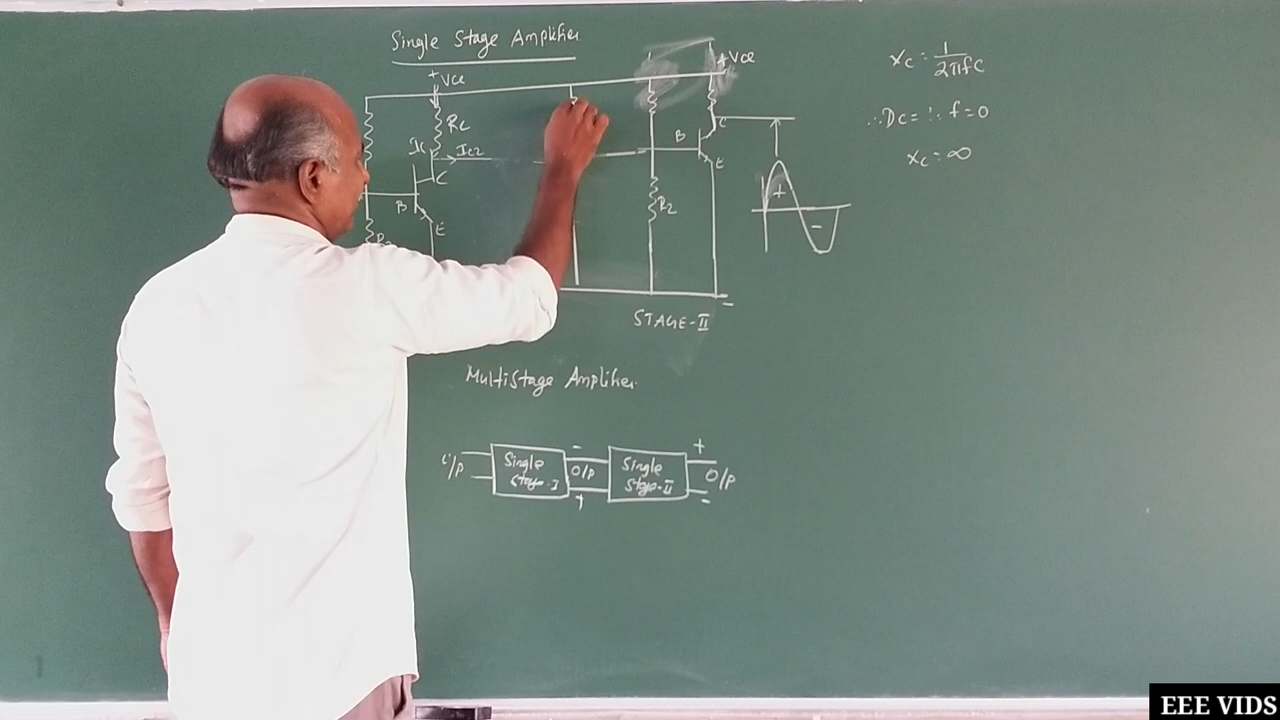 Single Stage Amplifier
+ Vcc
RC
IC
IC2
C
B
E
+Vcc
C
B
E
R2
+
-
-
STAGE-II
Xc = 1/2πfC
∴ DC = ∵ f=0
Xc = ∞
MultiStage Amplifier.
i/p
Single Stage-I
-
O/P
+
Single Stage-II
+
O/P
-
EEE VIDS